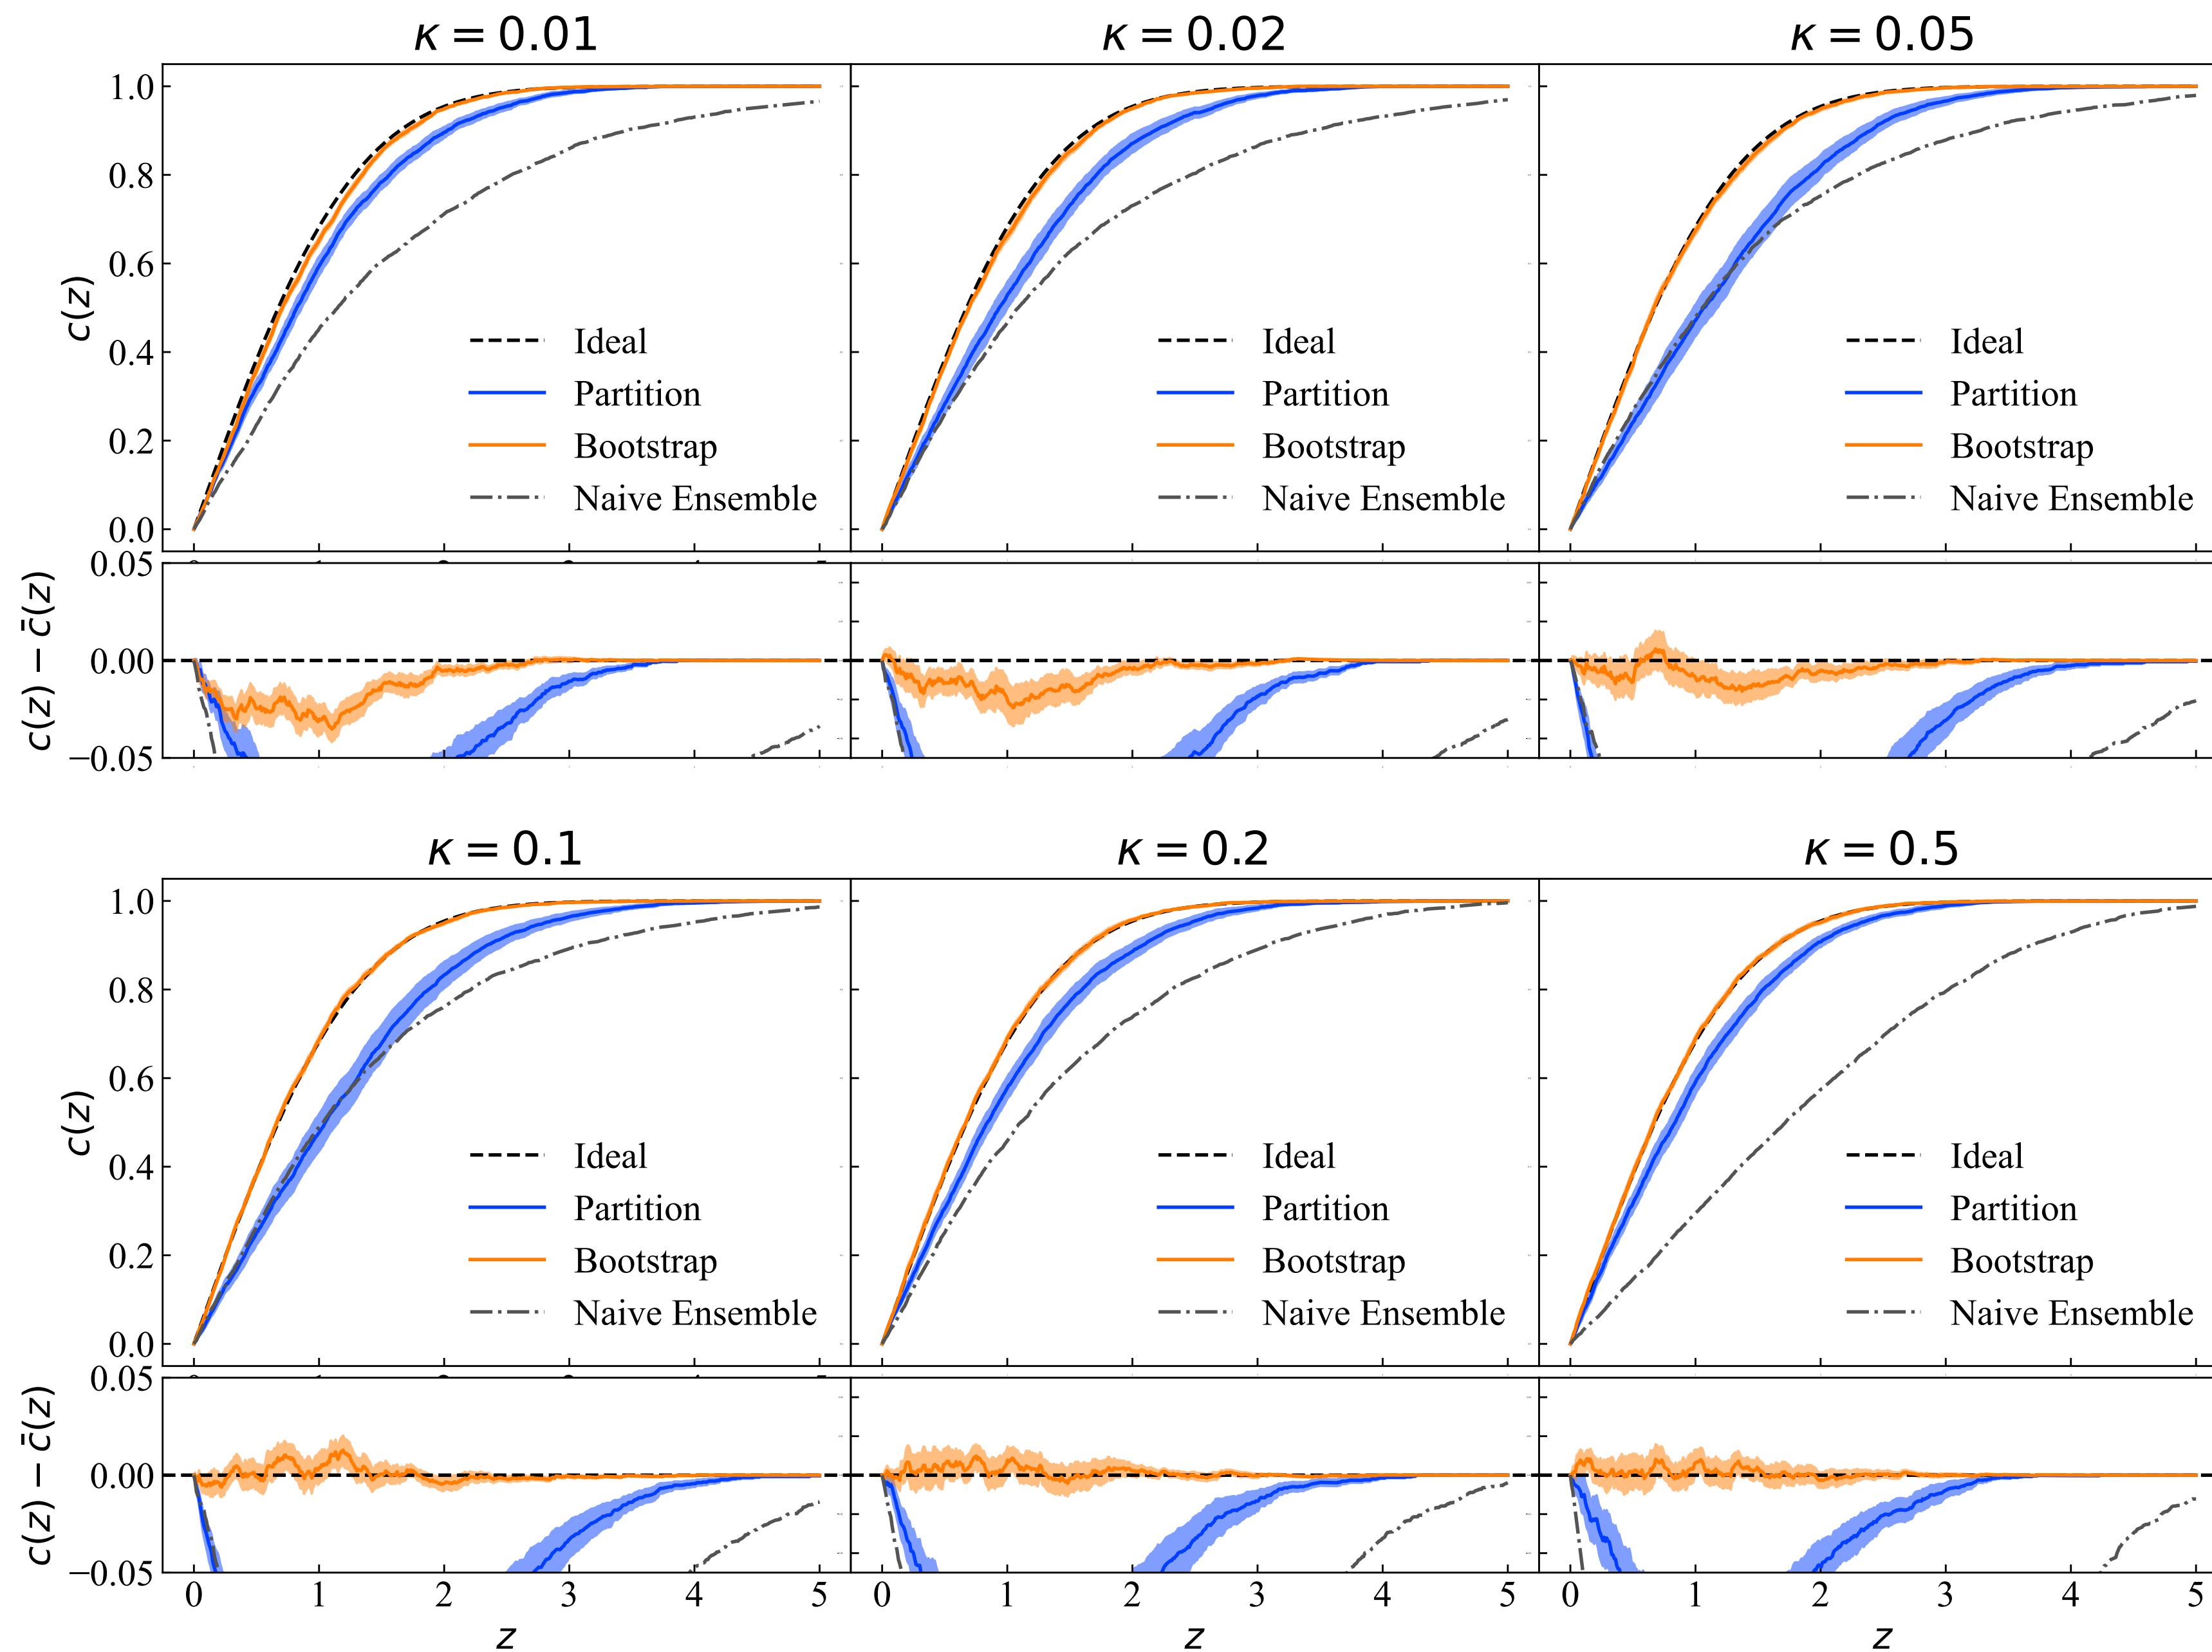 κ = 0.01
κ = 0.02
κ = 0.05
c(z)
1.0
0.8
0.6
0.4
0.2
0.0
Ideal
Partition
Bootstrap
Naive Ensemble
Ideal
Partition
Bootstrap
Naive Ensemble
Ideal
Partition
Bootstrap
Naive Ensemble
c(z) − c̄(z)
0.05
0.00
−0.05
κ = 0.1
κ = 0.2
κ = 0.5
c(z)
1.0
0.8
0.6
0.4
0.2
0.0
Ideal
Partition
Bootstrap
Naive Ensemble
Ideal
Partition
Bootstrap
Naive Ensemble
Ideal
Partition
Bootstrap
Naive Ensemble
c(z) − c̄(z)
0.05
0.00
−0.05
0 1 2 3 4 5
0 1 2 3 4 5
0 1 2 3 4 5
z
z
z